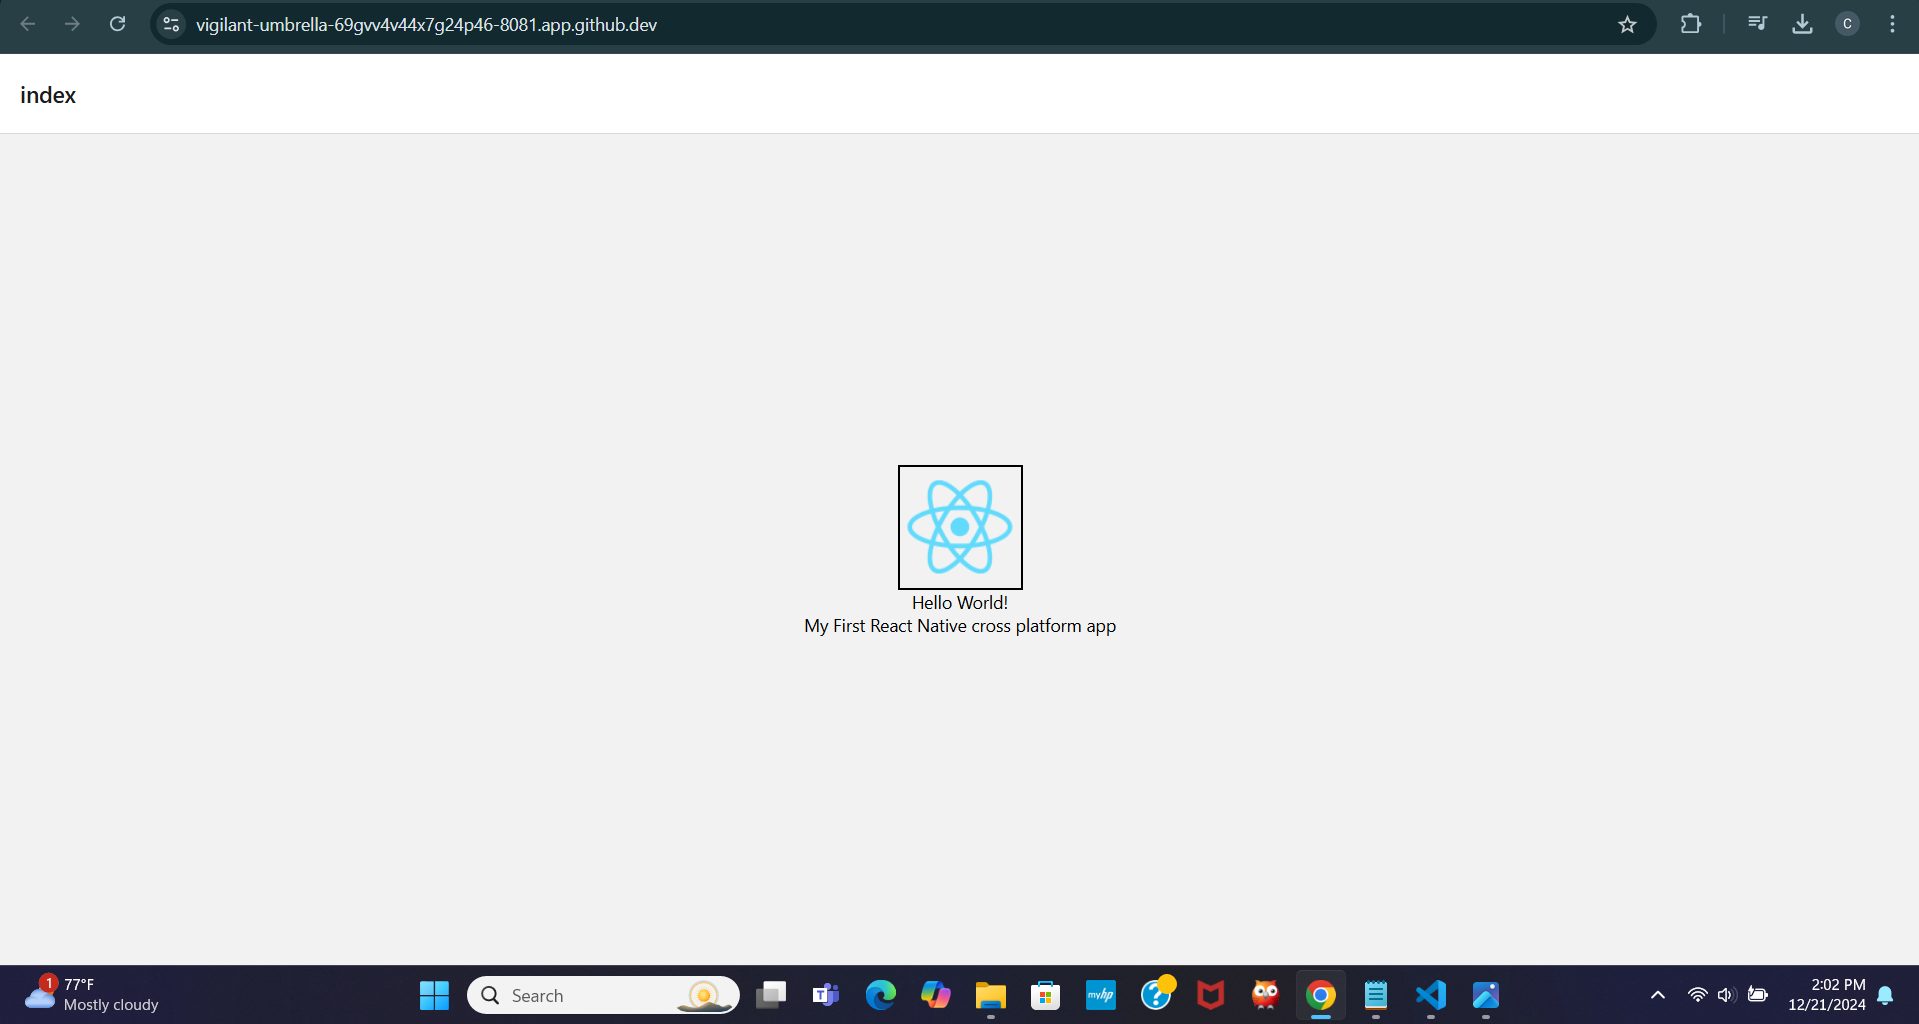 vigilant-umbrella-69gvv4v44x7g24p46-8081.app.github.dev
C
index
Hello World!
My First React Native cross platform app
1
77°F
Mostly cloudy
Search
T
myhp
?
2:02 PM
12/21/2024